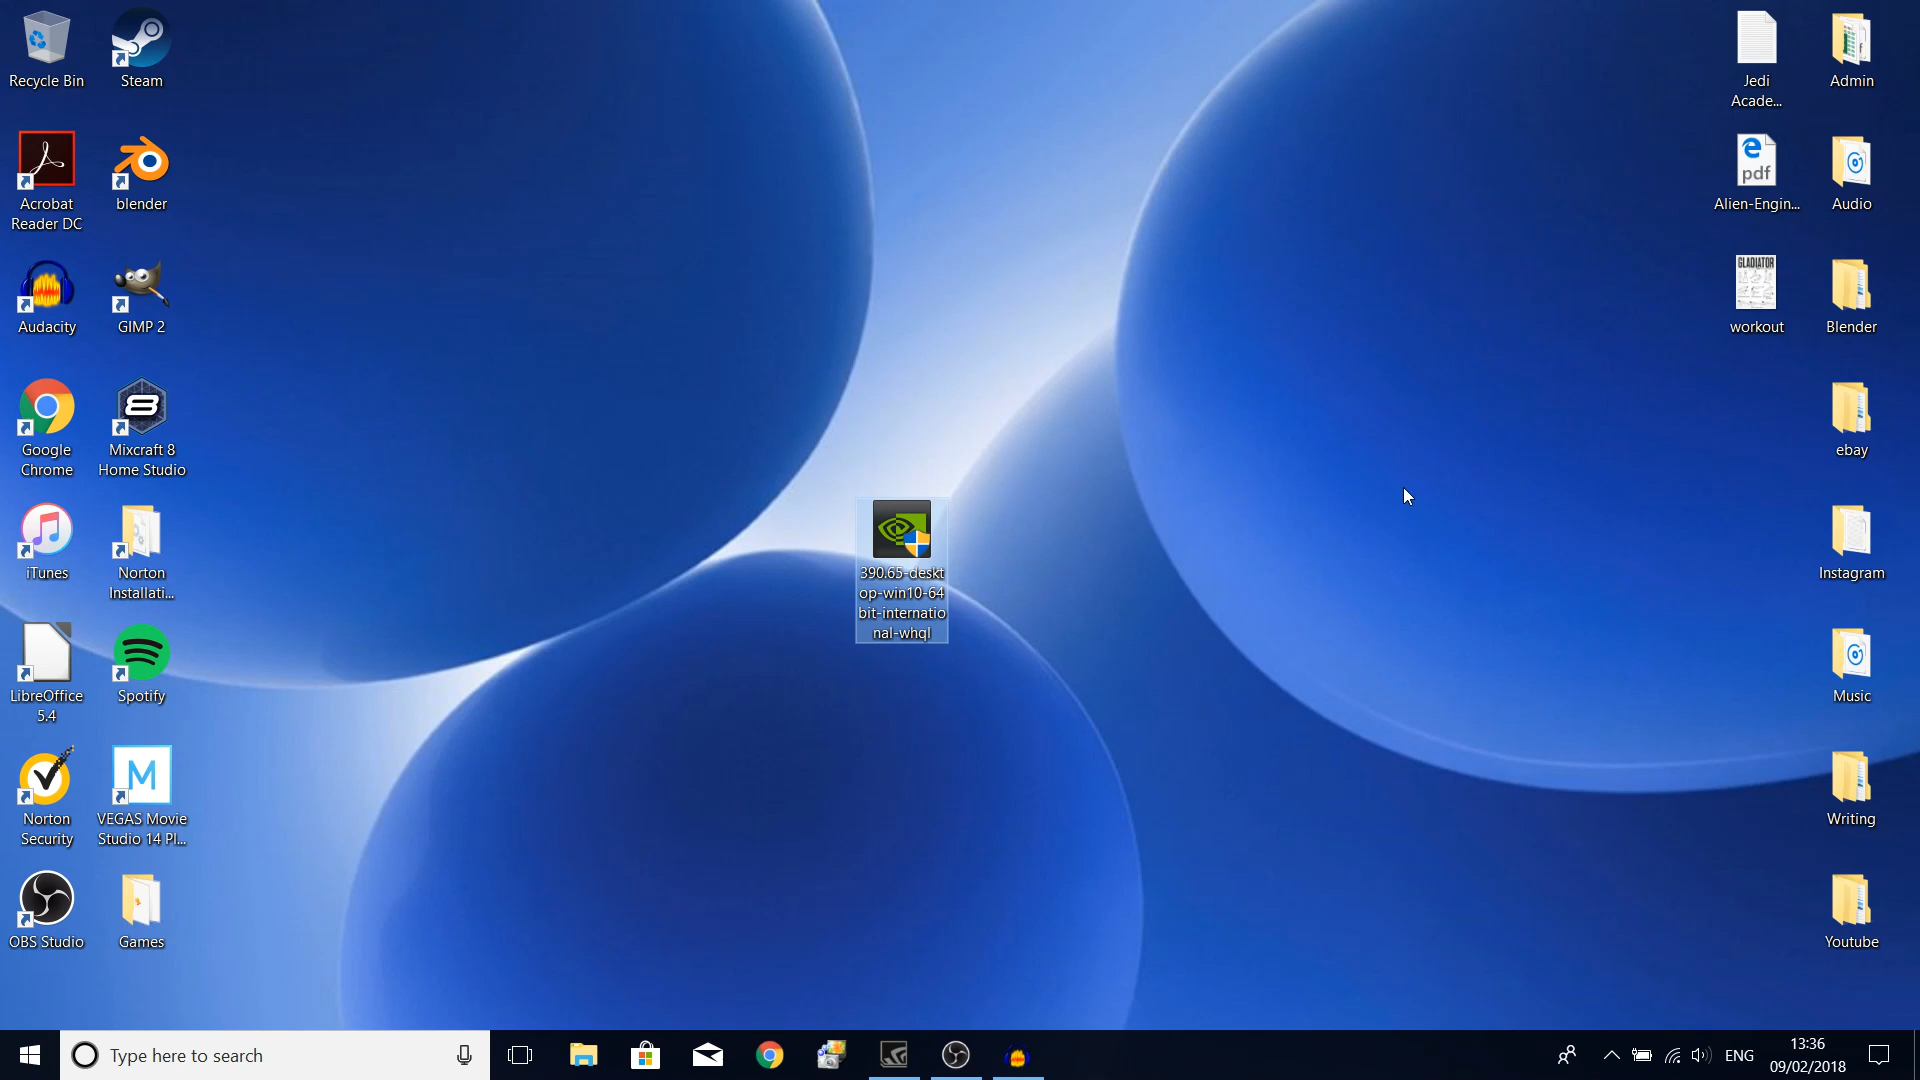 Recycle Bin
Steam
Acrobat
Reader DC
blender
Audacity
GIMP 2
Google
Chrome
Mixcraft 8
Home Studio
iTunes
Norton
Installati...
LibreOffice
5.4
Spotify
Norton
Security
VEGAS Movie
Studio 14 Pl...
OBS Studio
Games
390.65-deskt
op-win10-64
bit-internatio
nal-whql
Jedi
Acade...
Admin
pdf
Alien-Engin...
Audio
GLADIATOR
workout
Blender
ebay
Instagram
Music
Writing
Youtube
Type here to search
ENG
13:36
09/02/2018